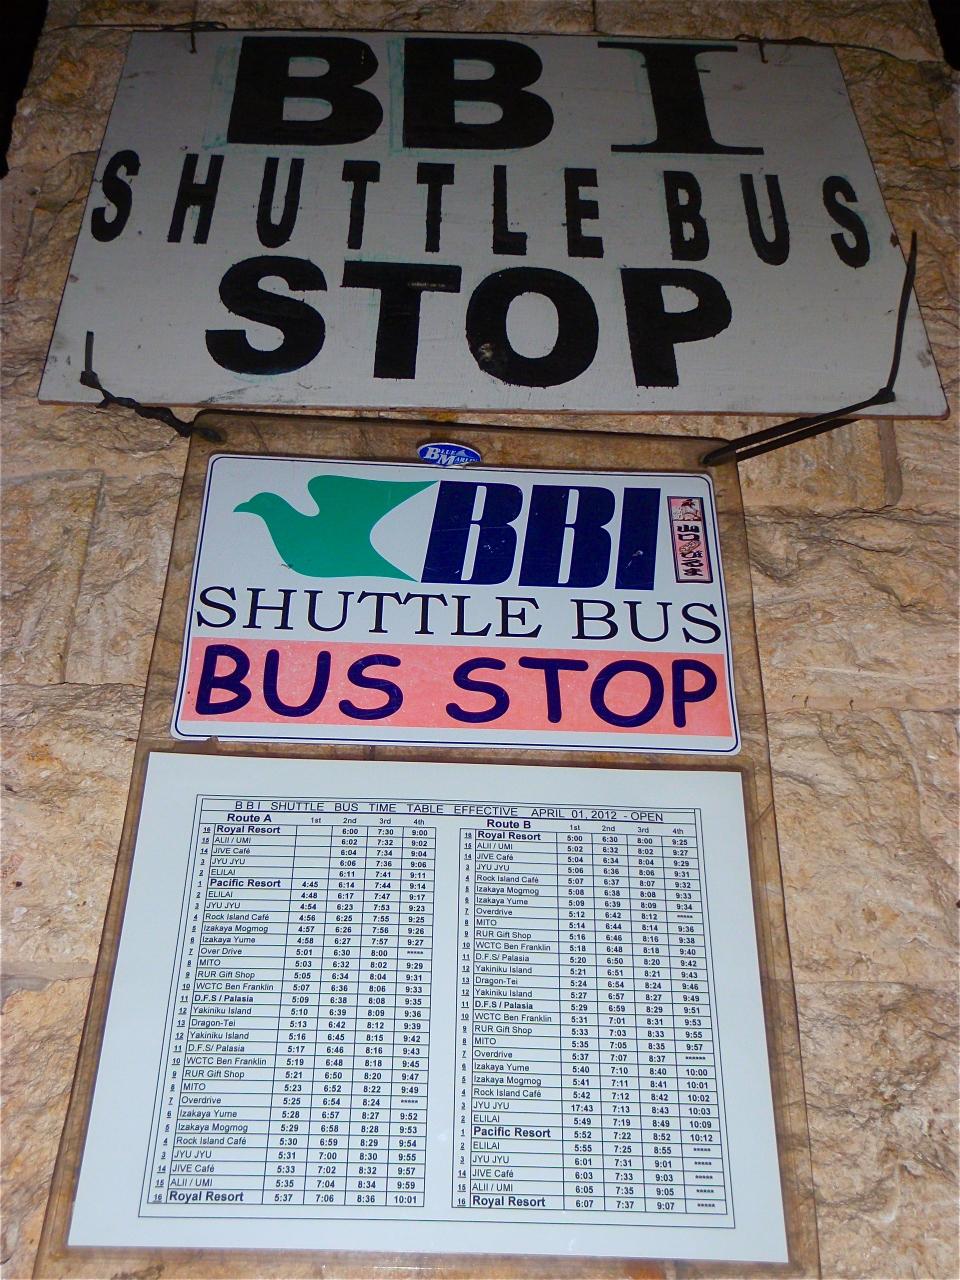 BBI
SHUTTLE BUS
STOP
BLUE MARLIN
BBI
SHUTTLE BUS
BUS STOP
BBI SHUTTLE BUS TIME TABLE EFFECTIVE APRIL 01, 2012 - OPEN
Route A 1st 2nd 3rd 4th
16 Royal Resort 6:00 7:30 9:00
15 ALII / UMI 6:02 7:32 9:02
14 JIVE Café 6:04 7:34 9:04
3 JYU JYU 6:06 7:36 9:06
2 ELILAI 6:11 7:41 9:11
1 Pacific Resort 4:45 6:14 7:44 9:14
2 ELILAI 4:48 6:17 7:47 9:17
3 JYU JYU 4:54 6:23 7:53 9:23
4 Rock Island Café 4:56 6:25 7:55 9:25
5 Izakaya Mogmog 4:57 6:26 7:56 9:26
6 Izakaya Yume 4:58 6:27 7:57 9:27
7 Over Drive 5:01 6:30 8:00 *****
8 MITO 5:03 6:32 8:02 9:29
9 RUR Gift Shop 5:05 6:34 8:04 9:31
10 WCTC Ben Franklin 5:07 6:36 8:06 9:33
11 D.F.S / Palasia 5:09 6:38 8:08 9:35
12 Yakiniku Island 5:10 6:39 8:09 9:36
13 Dragon-Tei 5:13 6:42 8:12 9:39
12 Yakiniku Island 5:16 6:45 8:15 9:42
11 D.F.S/ Palasia 5:17 6:46 8:16 9:43
10 WCTC Ben Franklin 5:19 6:48 8:18 9:45
9 RUR Gift Shop 5:21 6:50 8:20 9:47
8 MITO 5:23 6:52 8:22 9:49
7 Overdrive 5:25 6:54 8:24 *****
6 Izakaya Yume 5:28 6:57 8:27 9:52
5 Izakaya Mogmog 5:29 6:58 8:28 9:53
4 Rock Island Café 5:30 6:59 8:29 9:54
3 JYU JYU 5:31 7:00 8:30 9:55
14 JIVE Café 5:33 7:02 8:32 9:57
15 ALII / UMI 5:35 7:04 8:34 9:59
16 Royal Resort 5:37 7:06 8:36 10:01
Route B 1st 2nd 3rd 4th
16 Royal Resort 5:00 6:30 8:00 9:25
15 ALII / UMI 5:02 6:32 8:02 9:27
14 JIVE Café 5:04 6:34 8:04 9:29
3 JYU JYU 5:06 6:36 8:06 9:31
4 Rock Island Café 5:07 6:37 8:07 9:32
5 Izakaya Mogmog 5:08 6:38 8:08 9:33
6 Izakaya Yume 5:09 6:39 8:09 9:34
7 Overdrive 5:12 6:42 8:12 *****
8 MITO 5:14 6:44 8:14 9:36
9 RUR Gift Shop 5:16 6:46 8:16 9:38
10 WCTC Ben Franklin 5:18 6:48 8:18 9:40
11 D.F.S/ Palasia 5:20 6:50 8:20 9:42
12 Yakiniku Island 5:21 6:51 8:21 9:43
13 Dragon-Tei 5:24 6:54 8:24 9:46
12 Yakiniku Island 5:27 6:57 8:27 9:49
11 D.F.S / Palasia 5:29 6:59 8:29 9:51
10 WCTC Ben Franklin 5:31 7:01 8:31 9:53
9 RUR Gift Shop 5:33 7:03 8:33 9:55
8 MITO 5:35 7:05 8:35 9:57
7 Overdrive 5:37 7:07 8:37 ******
6 Izakaya Yume 5:40 7:10 8:40 10:00
5 Izakaya Mogmog 5:41 7:11 8:41 10:01
4 Rock Island Café 5:42 7:12 8:42 10:02
3 JYU JYU 17:43 7:13 8:43 10:03
2 ELILAI 5:49 7:19 8:49 10:09
1 Pacific Resort 5:52 7:22 8:52 10:12
2 ELILAI 5:55 7:25 8:55 *****
3 JYU JYU 6:01 7:31 9:01 *****
14 JIVE Café 6:03 7:33 9:03 *****
15 ALII / UMI 6:05 7:35 9:05 *****
16 Royal Resort 6:07 7:37 9:07 *****